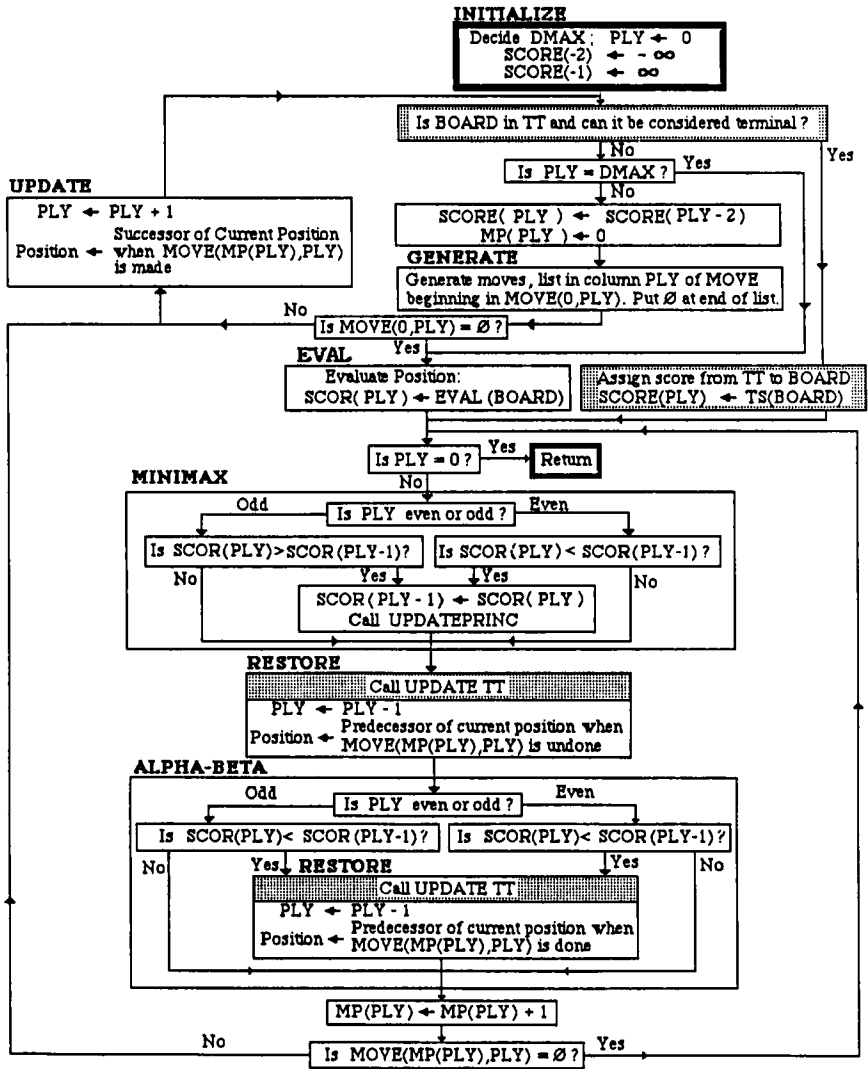 INITIALIZE
Decide DMAX; PLY ← 0
SCORE(-2) ← - ∞
SCORE(-1) ← ∞
Is BOARD in TT and can it be considered terminal ?
No
Yes
Is PLY = DMAX ?
Yes
No
UPDATE
PLY ← PLY + 1
Successor of Current Position
Position ← when MOVE(MP(PLY),PLY)
is made
SCORE( PLY ) ← SCORE(PLY-2)
MP( PLY ) ← 0
GENERATE
Generate moves, list in column PLY of MOVE
beginning in MOVE(0,PLY). Put Ø at end of list.
No
Is MOVE(0,PLY) = Ø ?
Yes
EVAL
Evaluate Position:
SCOR( PLY ) ← EVAL (BOARD)
Assign score from TT to BOARD
SCORE(PLY) ← TS(BOARD)
Is PLY = 0 ?
Yes
Return
No
MINIMAX
Odd
Is PLY even or odd ?
Even
Is SCOR(PLY)>SCOR(PLY-1)?
Is SCOR(PLY)< SCOR(PLY-1) ?
No
Yes
Yes
No
SCOR(PLY-1) ← SCOR( PLY )
Call UPDATEPRINC
RESTORE
Call UPDATE TT
PLY ← PLY - 1
Predecessor of current position when
Position ← MOVE(MP(PLY),PLY) is undone
ALPHA-BETA
Odd
Is PLY even or odd ?
Even
Is SCOR(PLY)< SCOR(PLY-1)?
Is SCOR(PLY)< SCOR(PLY-1)?
No
Yes
RESTORE
Yes
No
Call UPDATE TT
PLY ← PLY - 1
Predecessor of current position when
Position ← MOVE(MP(PLY),PLY) is done
MP(PLY) ← MP(PLY) + 1
No
Is MOVE(MP(PLY),PLY) = Ø ?
Yes